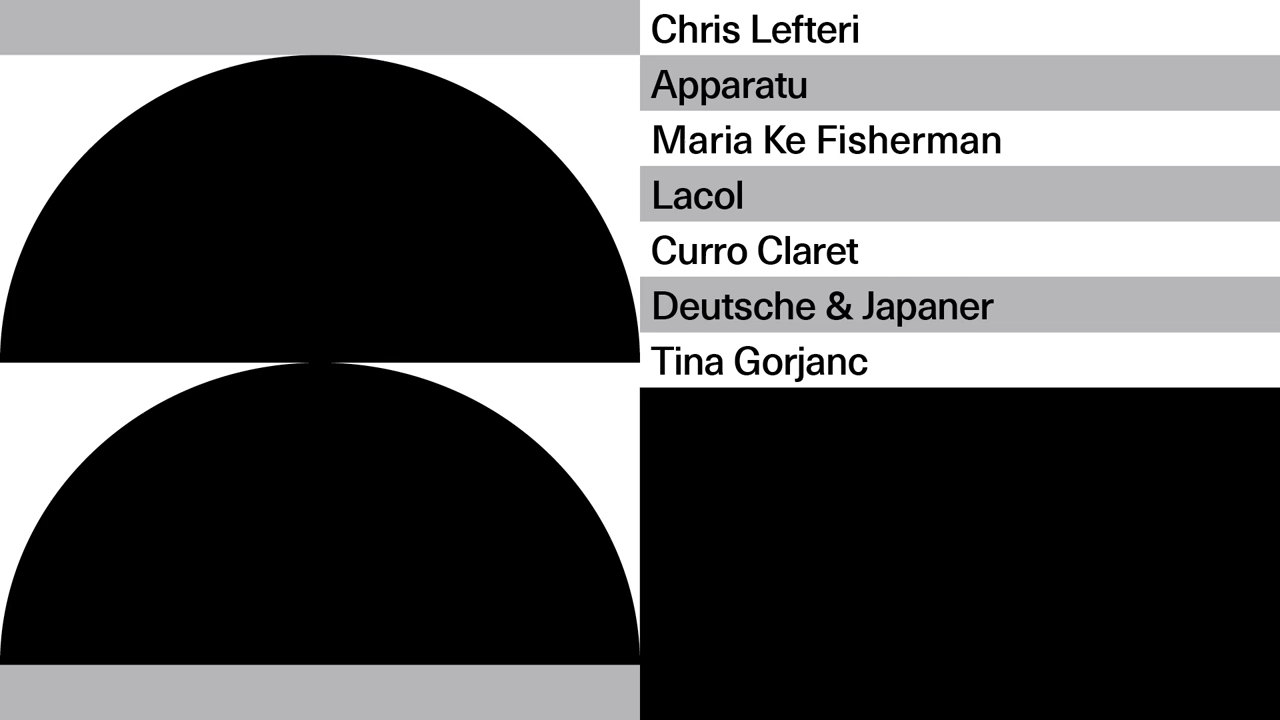 Chris Lefteri
Apparatu
Maria Ke Fisherman
Lacol
Curro Claret
Deutsche & Japaner
Tina Gorjanc